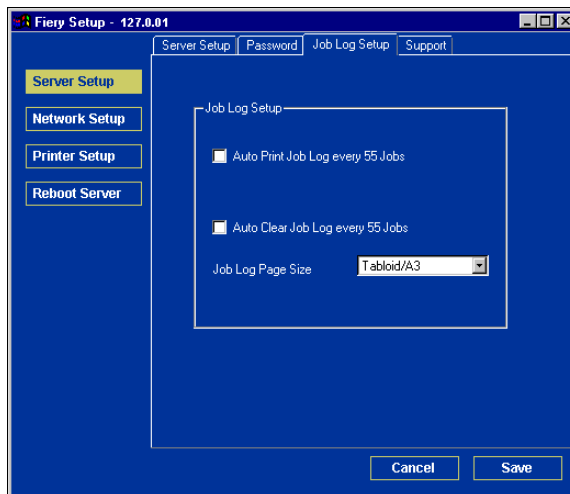 Fiery Setup - 127.0.01
Server Setup Password Job Log Setup Support
Server Setup
Network Setup
Printer Setup
Reboot Server
Job Log Setup
Auto Print Job Log every 55 Jobs
Auto Clear Job Log every 55 Jobs
Job Log Page Size Tabloid/A3
Cancel Save